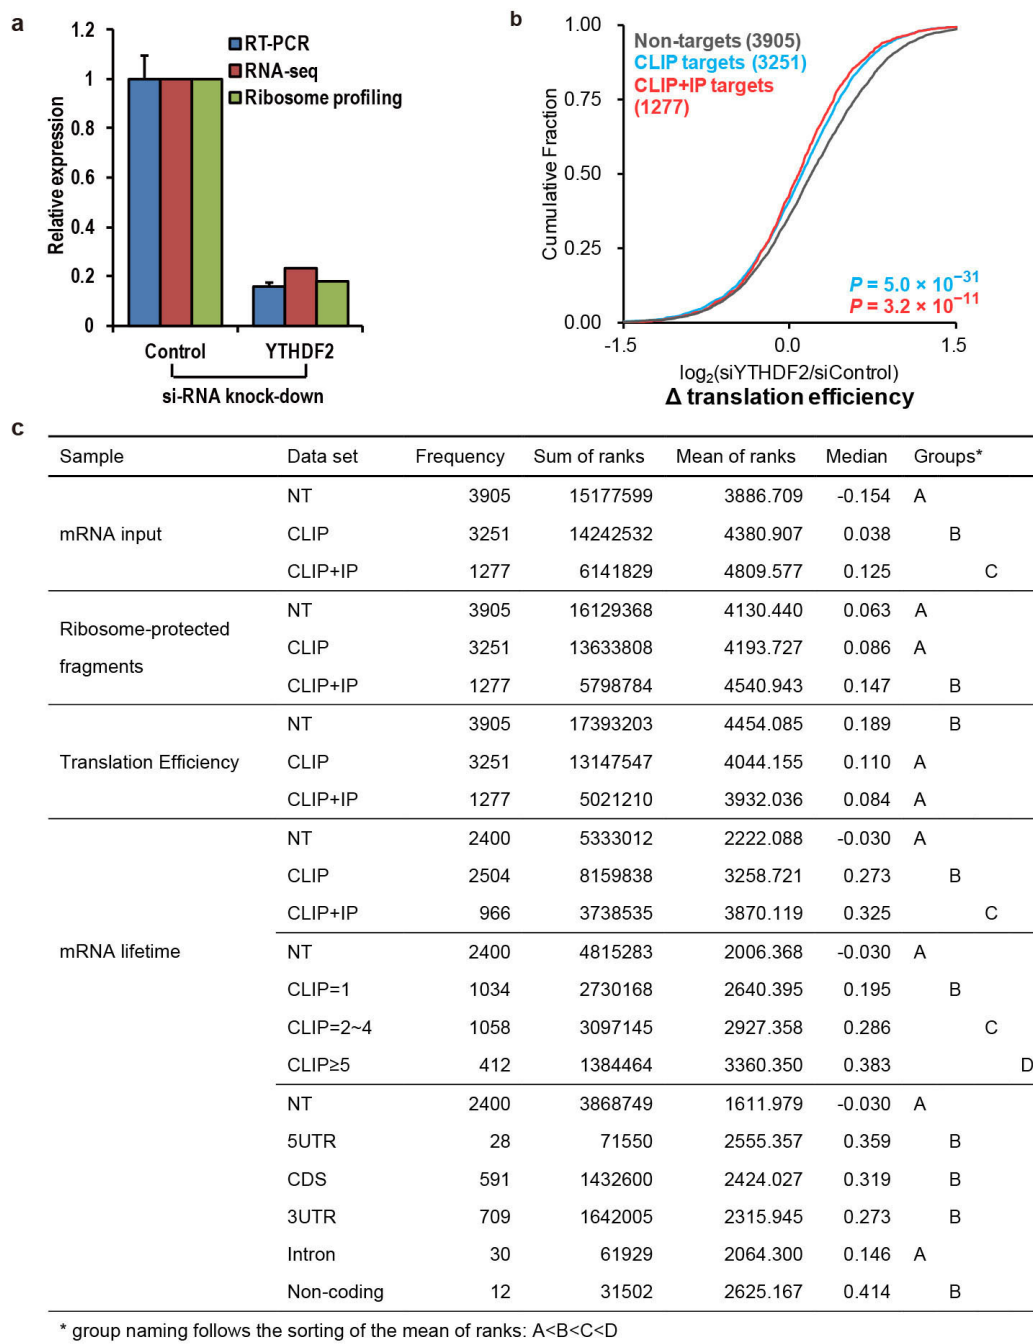 a
Relative expression
1.2
1
0.8
0.6
0.4
0.2
0
RT-PCR
RNA-seq
Ribosome profiling
Control YTHDF2
si-RNA knock-down
b
Cumulative Fraction
1.00
0.75
0.50
0.25
0.00
Non-targets (3905)
CLIP targets (3251)
CLIP+IP targets
(1277)
P = 5.0 × 10⁻³¹
P = 3.2 × 10⁻¹¹
-1.5 0.0 1.5
log₂(siYTHDF2/siControl)
Δ translation efficiency
c
Sample Data set Frequency Sum of ranks Mean of ranks Median Groups*
mRNA input
NT 3905 15177599 3886.709 -0.154 A
CLIP 3251 14242532 4380.907 0.038 B
CLIP+IP 1277 6141829 4809.577 0.125 C
Ribosome-protected
fragments
NT 3905 16129368 4130.440 0.063 A
CLIP 3251 13633808 4193.727 0.086 A
CLIP+IP 1277 5798784 4540.943 0.147 B
Translation Efficiency
NT 3905 17393203 4454.085 0.189 B
CLIP 3251 13147547 4044.155 0.110 A
CLIP+IP 1277 5021210 3932.036 0.084 A
mRNA lifetime
NT 2400 5333012 2222.088 -0.030 A
CLIP 2504 8159838 3258.721 0.273 B
CLIP+IP 966 3738535 3870.119 0.325 C
NT 2400 4815283 2006.368 -0.030 A
CLIP=1 1034 2730168 2640.395 0.195 B
CLIP=2~4 1058 3097145 2927.358 0.286 C
CLIP≥5 412 1384464 3360.350 0.383 D
NT 2400 3868749 1611.979 -0.030 A
5UTR 28 71550 2555.357 0.359 B
CDS 591 1432600 2424.027 0.319 B
3UTR 709 1642005 2315.945 0.273 B
Intron 30 61929 2064.300 0.146 A
Non-coding 12 31502 2625.167 0.414 B
* group naming follows the sorting of the mean of ranks: A<B<C<D